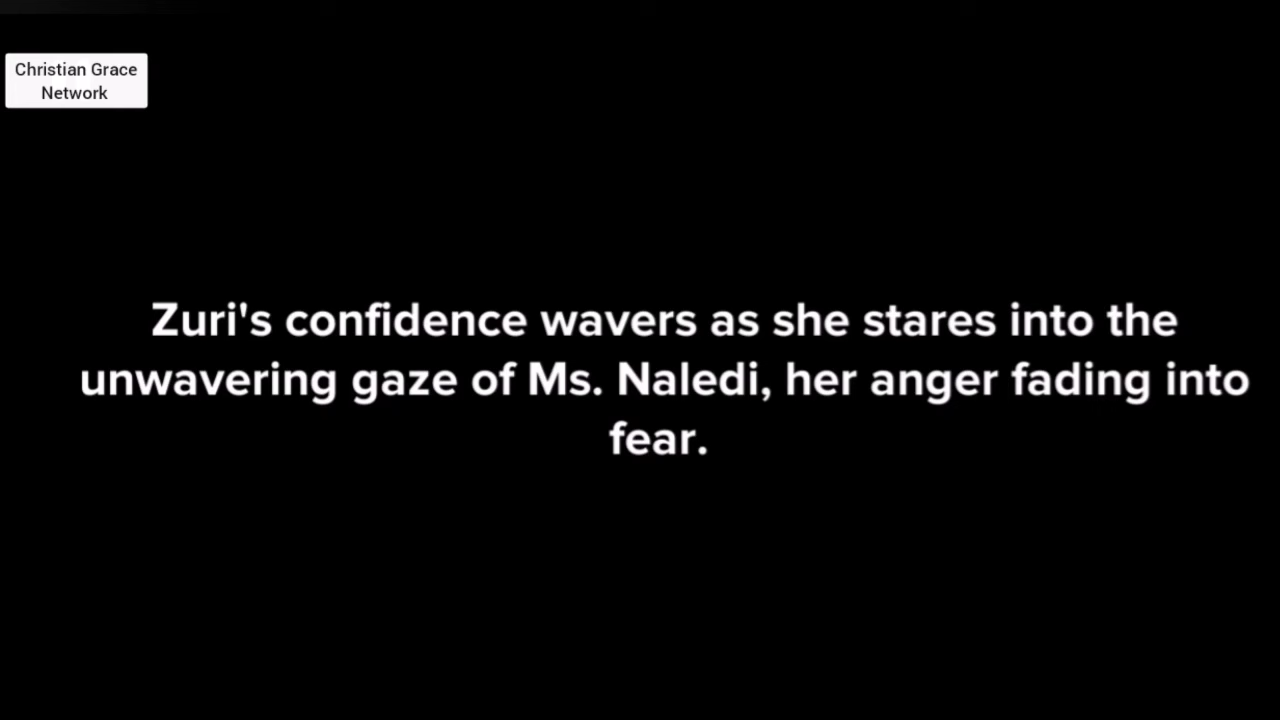 Christian Grace
Network
Zuri's confidence wavers as she stares into the
unwavering gaze of Ms. Naledi, her anger fading into
fear.